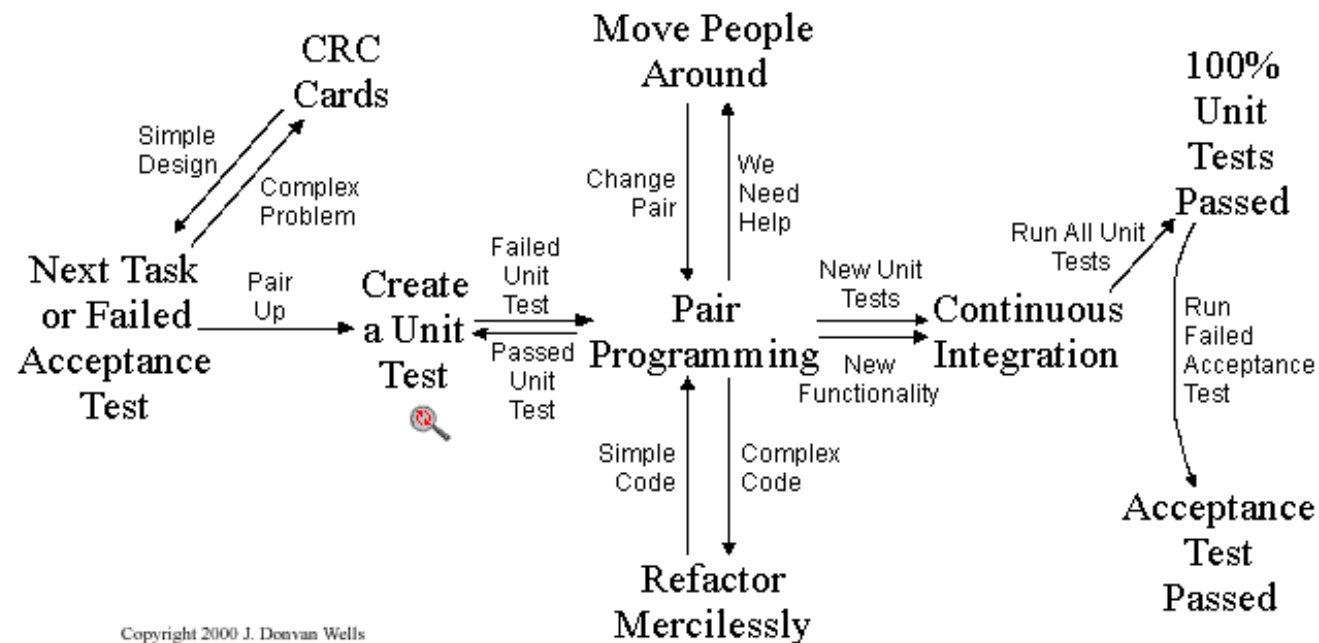 CRC
Cards
Simple
Design
Complex
Problem
Next Task
or Failed
Acceptance
Test
Pair
Up
Create
a Unit
Test
Failed
Unit
Test
Passed
Unit
Test
Move People
Around
Change
Pair
We
Need
Help
Pair
Programming
Simple
Code
Complex
Code
Refactor
Mercilessly
New Unit
Tests
New
Functionality
Continuous
Integration
Run All Unit
Tests
100%
Unit
Tests
Passed
Run
Failed
Acceptance
Test
Acceptance
Test
Passed
Copyright 2000 J. Donvan Wells